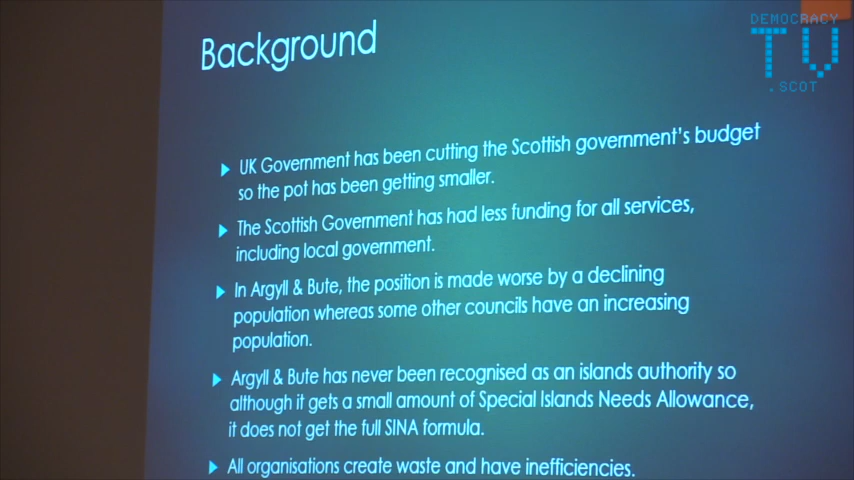 DEMOCRACY
TV
.SCOT
Background
UK Government has been cutting the Scottish government's budget
so the pot has been getting smaller.
The Scottish Government has had less funding for all services,
including local government.
In Argyll & Bute, the position is made worse by a declining
population whereas some other councils have an increasing
population.
Argyll & Bute has never been recognised as an islands authority so
although it gets a small amount of Special Islands Needs Allowance,
it does not get the full SINA formula.
All organisations create waste and have inefficiencies.